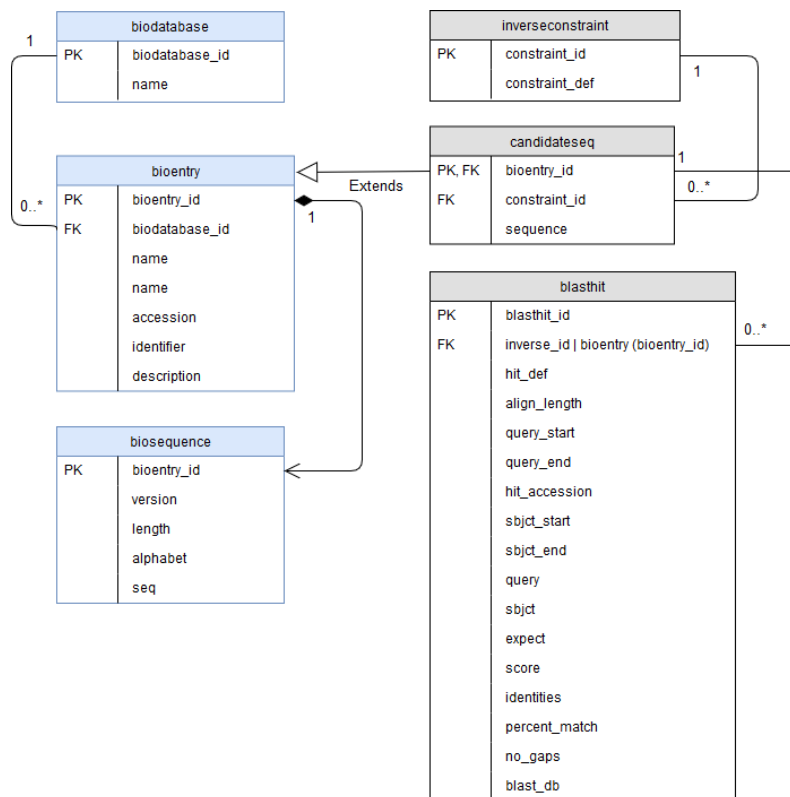 biodatabase
PK biodatabase_id
name
1
0..*
bioentry
PK bioentry_id
FK biodatabase_id
name
name
accession
identifier
description
1
biosequence
PK bioentry_id
version
length
alphabet
seq
inverseconstraint
PK constraint_id
constraint_def
1
Extends
candidateseq
PK, FK bioentry_id
FK constraint_id
sequence
1
0..*
blasthit
PK blasthit_id
FK inverse_id | bioentry (bioentry_id)
hit_def
align_length
query_start
query_end
hit_accession
sbjct_start
sbjct_end
query
sbjct
expect
score
identities
percent_match
no_gaps
blast_db
0..*